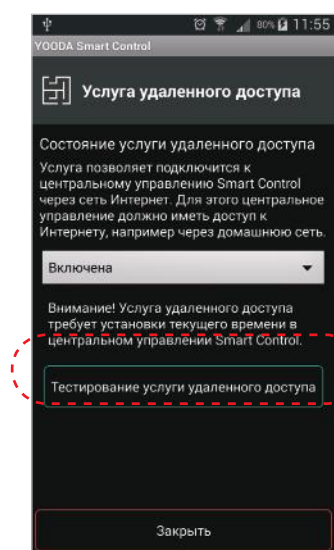 80% 11:55
YOODA Smart Control
Услуга удаленного доступа
Состояние услуги удаленного доступа
Услуга позволяет подключится к
центральному управлению Smart Control
через сеть Интернет. Для этого центральное
управление должно иметь доступ к
Интернету, например через домашнюю сеть.
Включена
Внимание! Услуга удаленного доступа
требует установки текущего времени в
центральном управлении Smart Control.
Тестирование услуги удаленного доступа
Закрыть